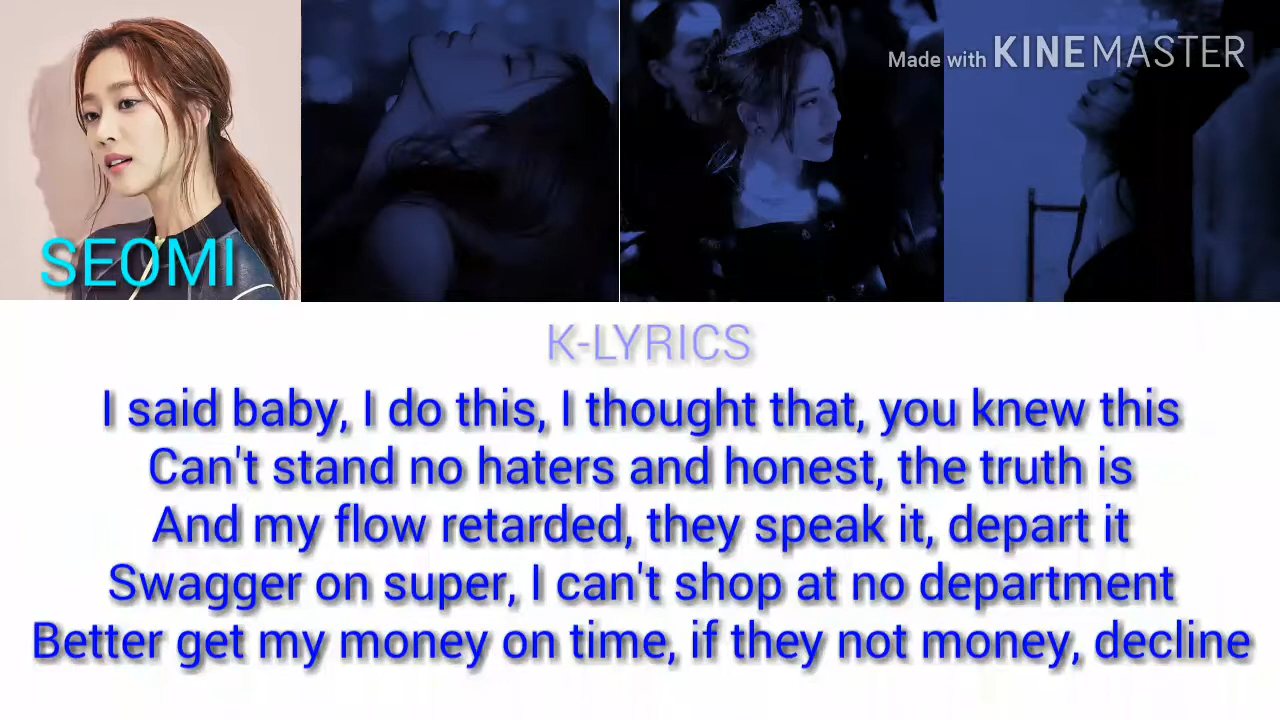 Made with KINEMASTER
SEOMI
K-LYRICS
I said baby, I do this, I thought that, you knew this
Can't stand no haters and honest, the truth is
And my flow retarded, they speak it, depart it
Swagger on super, I can't shop at no department
Better get my money on time, if they not money, decline